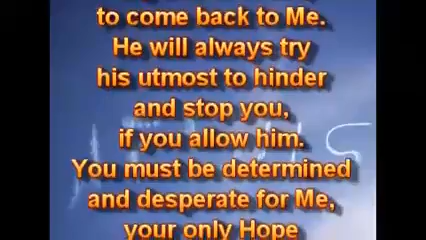 to come back to Me.
He will always try
his utmost to hinder
and stop you,
if you allow him.
You must be determined
and desperate for Me,
your only Hope